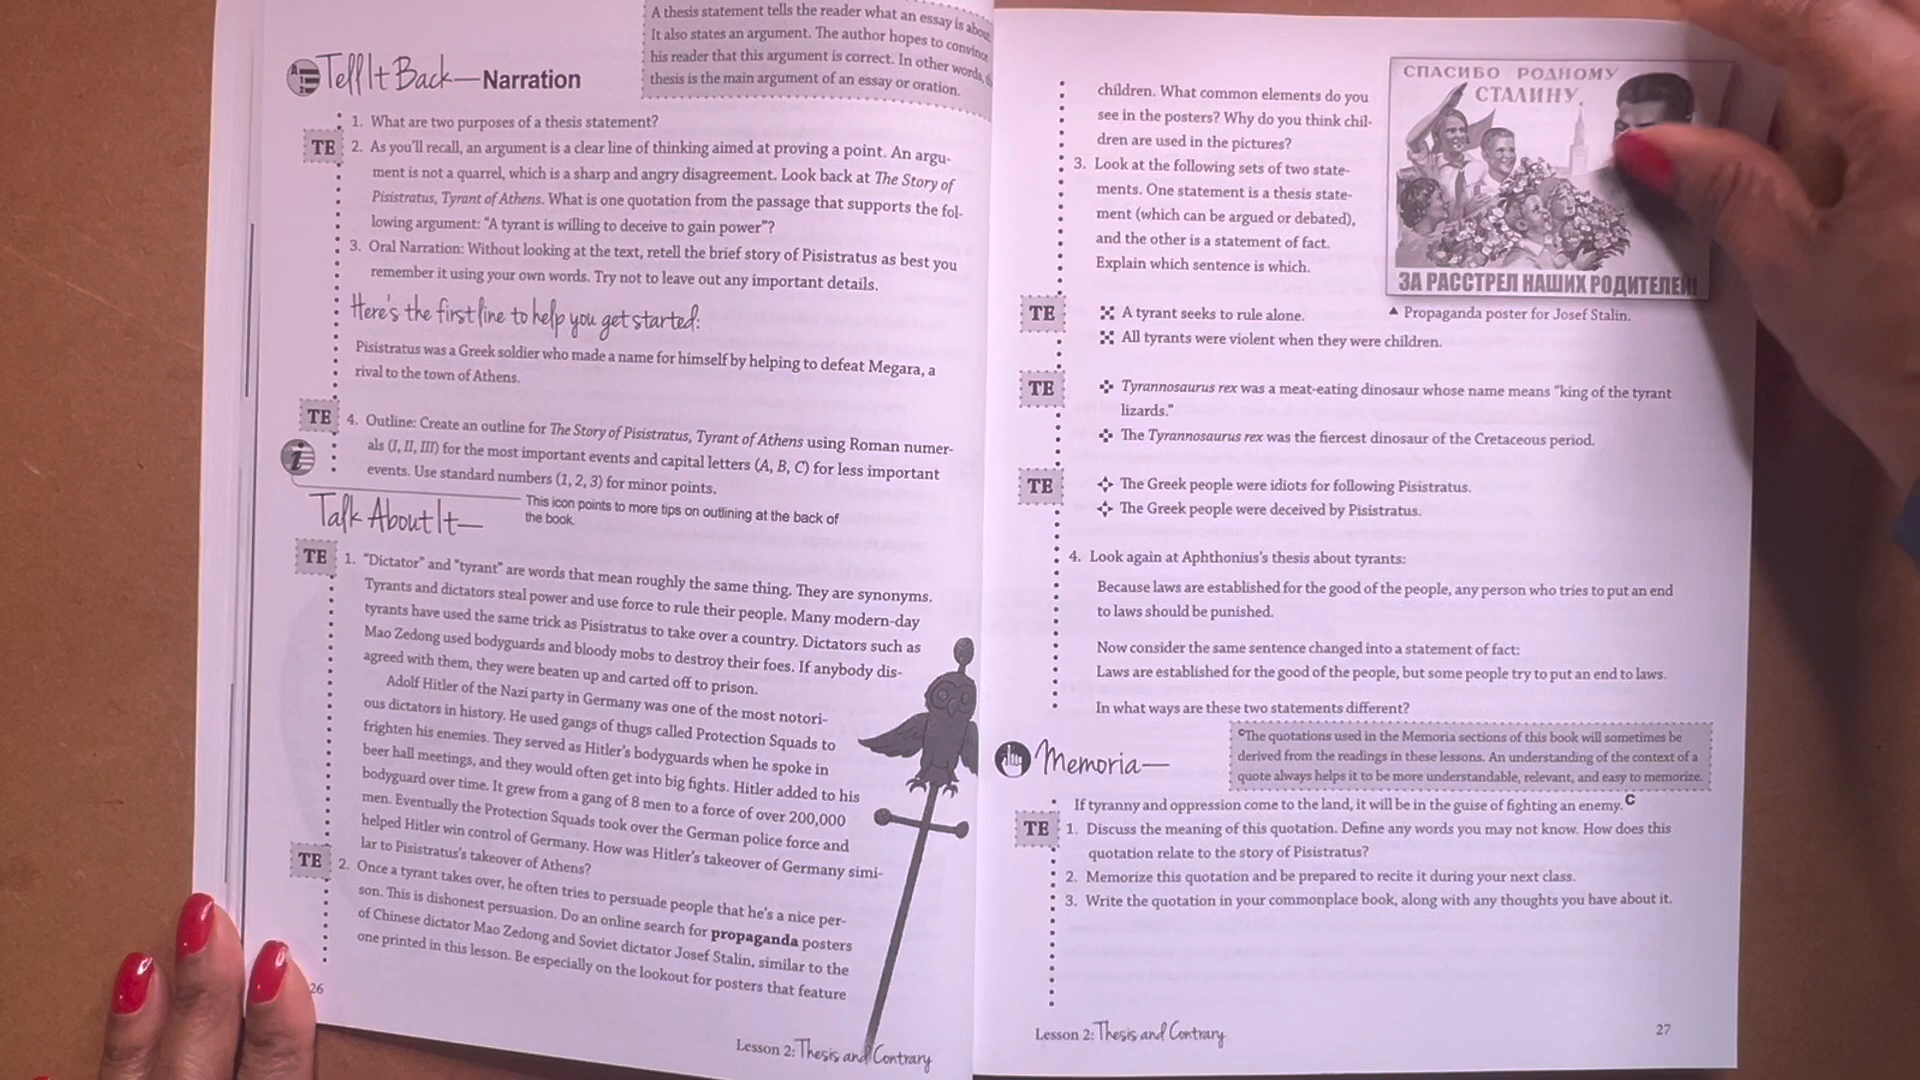 A thesis statement tells the reader what an essay is about.
It also states an argument. The author hopes to convince
his reader that this argument is correct. In other words,
thesis is the main argument of an essay or oration.
Tell It Back—Narration
1. What are two purposes of a thesis statement?
TE 2. As you'll recall, an argument is a clear line of thinking aimed at proving a point. An argu-
ment is not a quarrel, which is a sharp and angry disagreement. Look back at The Story of
Pisistratus, Tyrant of Athens. What is one quotation from the passage that supports the fol-
lowing argument: "A tyrant is willing to deceive to gain power"?
3. Oral Narration: Without looking at the text, retell the brief story of Pisistratus as best you
remember it using your own words. Try not to leave out any important details.
Here's the first line to help you get started:
Pisistratus was a Greek soldier who made a name for himself by helping to defeat Megara, a
rival to the town of Athens.
TE 4. Outline: Create an outline for The Story of Pisistratus, Tyrant of Athens using Roman numer-
als (I, II, III) for the most important events and capital letters (A, B, C) for less important
events. Use standard numbers (1, 2, 3) for minor points.
This icon points to more tips on outlining at the back of
the book.
Talk About It—
TE 1. "Dictator" and "tyrant" are words that mean roughly the same thing. They are synonyms.
Tyrants and dictators steal power and use force to rule their people. Many modern-day
tyrants have used the same trick as Pisistratus to take over a country. Dictators such as
Mao Zedong used bodyguards and bloody mobs to destroy their foes. If anybody dis-
agreed with them, they were beaten up and carted off to prison.
Adolf Hitler of the Nazi party in Germany was one of the most notori-
ous dictators in history. He used gangs of thugs called Protection Squads to
frighten his enemies. They served as Hitler's bodyguards when he spoke in
beer hall meetings, and they would often get into big fights. Hitler added to his
bodyguard over time. It grew from a gang of 8 men to a force of over 200,000
men. Eventually the Protection Squads took over the German police force and
helped Hitler win control of Germany. How was Hitler's takeover of Germany simi-
lar to Pisistratus's takeover of Athens?
TE 2. Once a tyrant takes over, he often tries to persuade people that he's a nice per-
son. This is dishonest persuasion. Do an online search for propaganda posters
of Chinese dictator Mao Zedong and Soviet dictator Josef Stalin, similar to the
one printed in this lesson. Be especially on the lookout for posters that feature
26
Lesson 2: Thesis and Contrary
children. What common elements do you
see in the posters? Why do you think chil-
dren are used in the pictures?
3. Look at the following sets of two state-
ments. One statement is a thesis state-
ment (which can be argued or debated),
and the other is a statement of fact.
Explain which sentence is which.
СПАСИБО РОДНОМУ
СТАЛИНУ
ЗА РАССТРЕЛ НАШИХ РОДИТЕЛЕЙ!
▲ Propaganda poster for Josef Stalin.
TE A tyrant seeks to rule alone.
All tyrants were violent when they were children.
TE Tyrannosaurus rex was a meat-eating dinosaur whose name means "king of the tyrant
lizards."
The Tyrannosaurus rex was the fiercest dinosaur of the Cretaceous period.
TE The Greek people were idiots for following Pisistratus.
The Greek people were deceived by Pisistratus.
4. Look again at Aphthonius's thesis about tyrants:
Because laws are established for the good of the people, any person who tries to put an end
to laws should be punished.
Now consider the same sentence changed into a statement of fact:
Laws are established for the good of the people, but some people try to put an end to laws.
In what ways are these two statements different?
Memoria—
CThe quotations used in the Memoria sections of this book will sometimes be
derived from the readings in these lessons. An understanding of the context of a
quote always helps it to be more understandable, relevant, and easy to memorize.
If tyranny and oppression come to the land, it will be in the guise of fighting an enemy.C
TE 1. Discuss the meaning of this quotation. Define any words you may not know. How does this
quotation relate to the story of Pisistratus?
2. Memorize this quotation and be prepared to recite it during your next class.
3. Write the quotation in your commonplace book, along with any thoughts you have about it.
Lesson 2: Thesis and Contrary
27